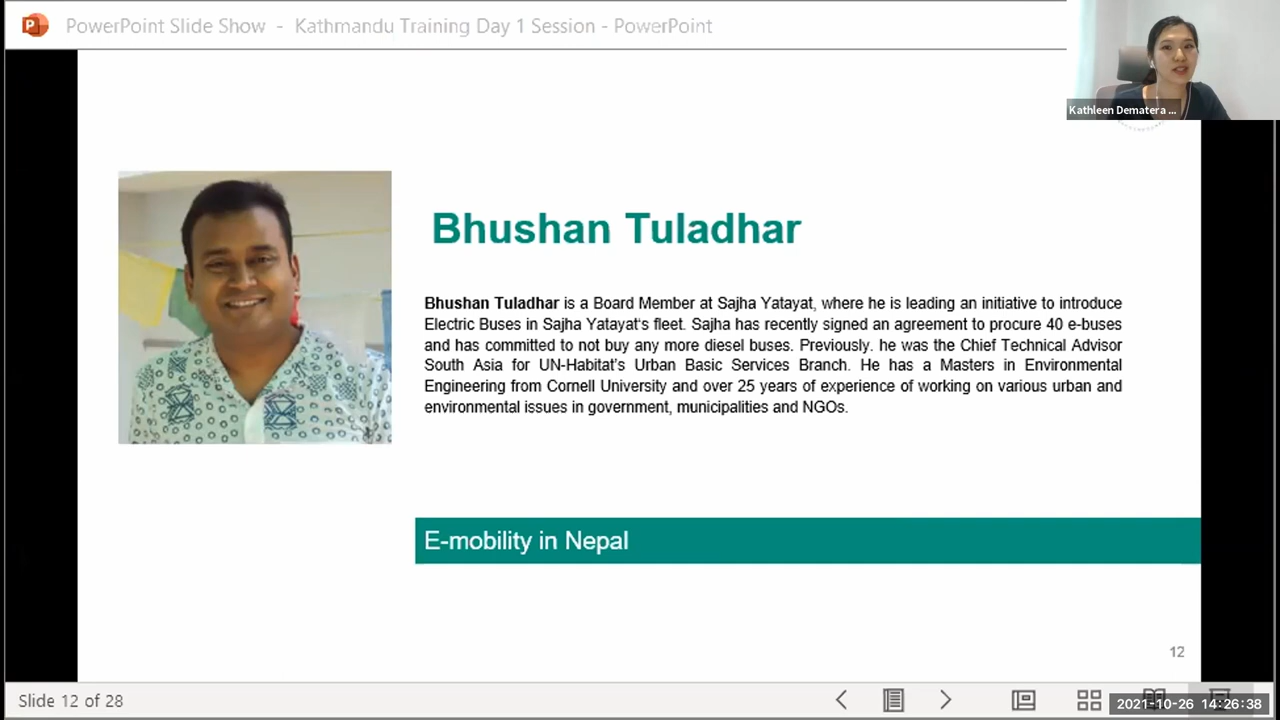 PowerPoint Slide Show - Kathmandu Training Day 1 Session - PowerPoint
Kathleen Dematera ...
Bhushan Tuladhar
Bhushan Tuladhar is a Board Member at Sajha Yatayat, where he is leading an initiative to introduce
Electric Buses in Sajha Yatayat's fleet. Sajha has recently signed an agreement to procure 40 e-buses
and has committed to not buy any more diesel buses. Previously. he was the Chief Technical Advisor
South Asia for UN-Habitat's Urban Basic Services Branch. He has a Masters in Environmental
Engineering from Cornell University and over 25 years of experience of working on various urban and
environmental issues in government, municipalities and NGOs.
E-mobility in Nepal
12
Slide 12 of 28
2021-10-26 14:26:38